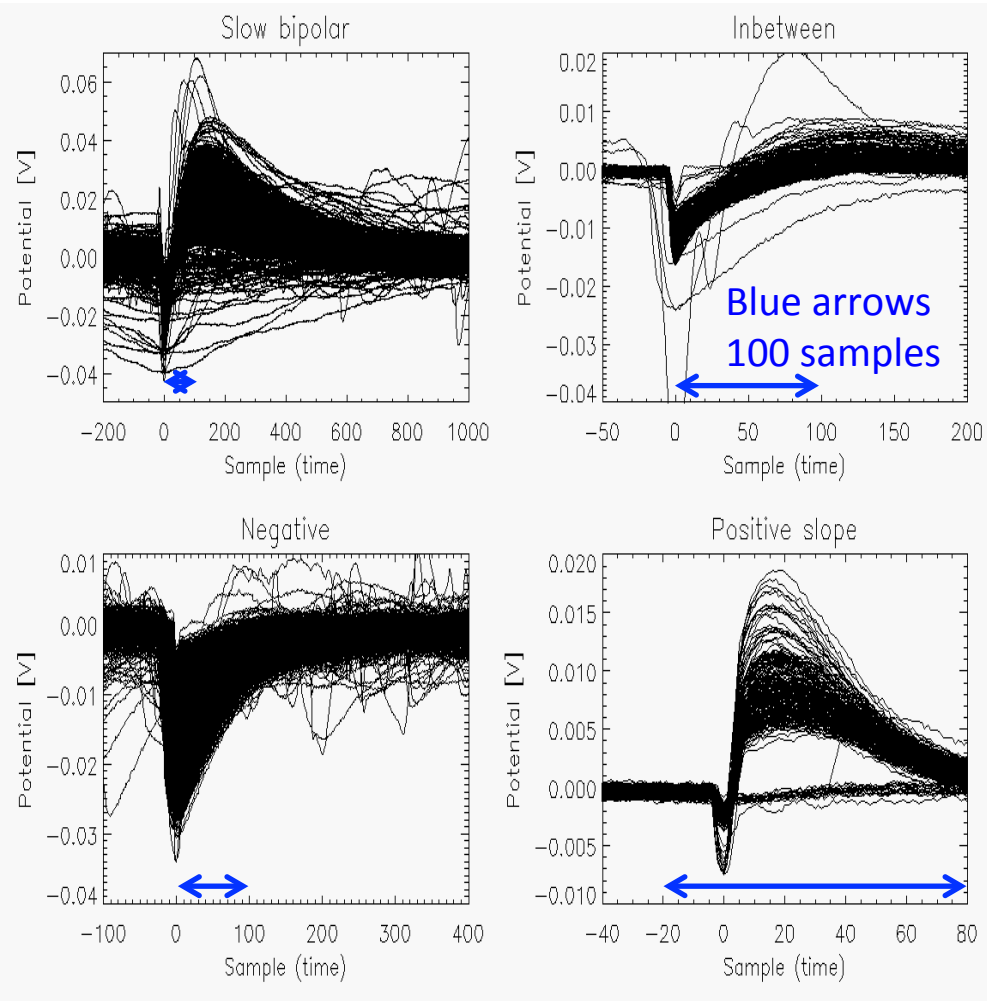 Slow bipolar
Potential [V]
0.06
0.04
0.02
0.00
−0.02
−0.04
−200 0 200 400 600 800 1000
Sample (time)
Inbetween
Potential [V]
0.02
0.01
0.00
−0.01
−0.02
−0.03
−0.04
Blue arrows
100 samples
−50 0 50 100 150 200
Sample (time)
Negative
Potential [V]
0.01
0.00
−0.01
−0.02
−0.03
−0.04
−100 0 100 200 300 400
Sample (time)
Positive slope
Potential [V]
0.020
0.015
0.010
0.005
0.000
−0.005
−0.010
−40 −20 0 20 40 60 80
Sample (time)